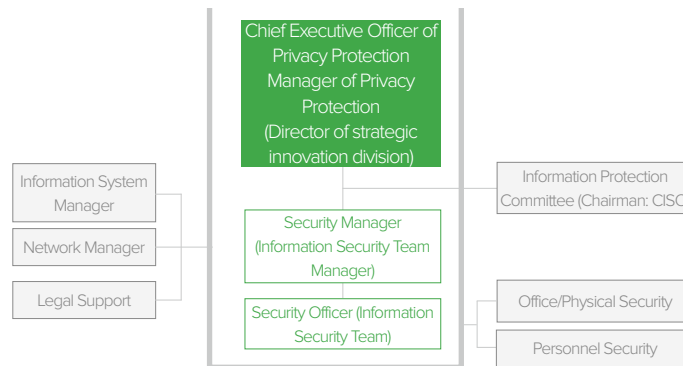 Chief Executive Officer of
Privacy Protection
Manager of Privacy
Protection
(Director of strategic
innovation division)
Information System
Manager
Network Manager
Legal Support
Security Manager
(Information Security Team
Manager)
Security Officer (Information
Security Team)
Information Protection
Committee (Chairman: CISO
Office/Physical Security
Personnel Security